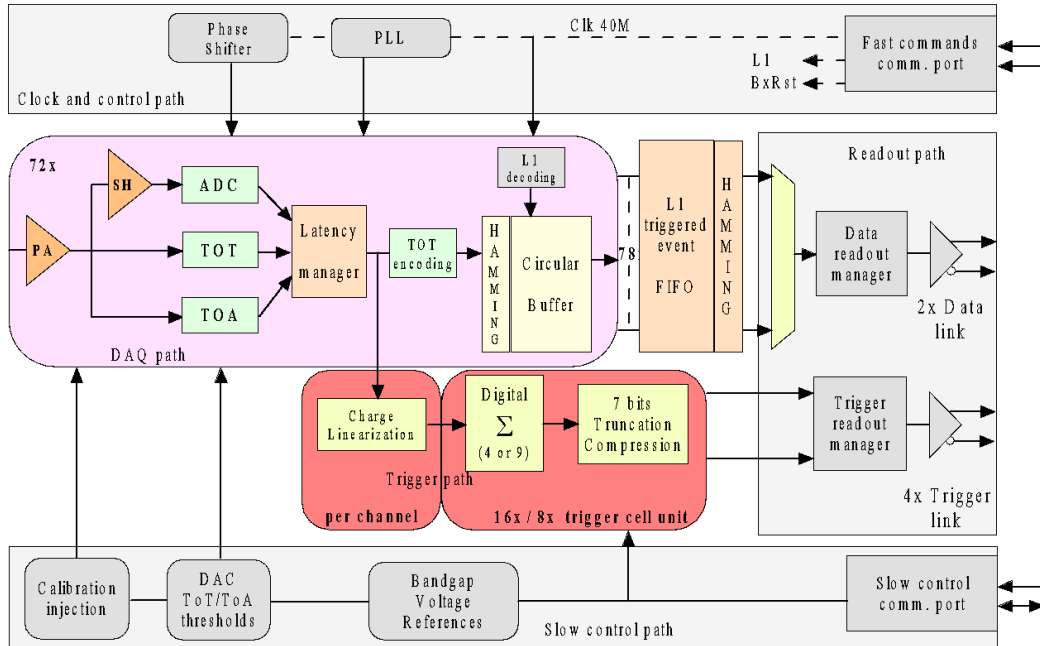 Phase
Shifter
PLL
Clk 40M
Fast commands
comm. port
L1
BxRst
Clock and control path
72x
SH
ADC
PA
TOT
TOA
Latency
manager
TOT
encoding
L1
decoding
HAMMING
Circular
Buffer
DAQ path
78
L1
triggered
event
FIFO
HAMMING
Readout path
Data
readout
manager
2x Data
link
Charge
Linearization
Digital
Σ
(4 or 9)
7 bits
Truncation
Compression
Trigger path
per channel
16x / 8x trigger cell unit
Trigger
readout
manager
4x Trigger
link
Calibration
injection
DAC
ToT/ToA
thresholds
Bandgap
Voltage
References
Slow control path
Slow control
comm. port